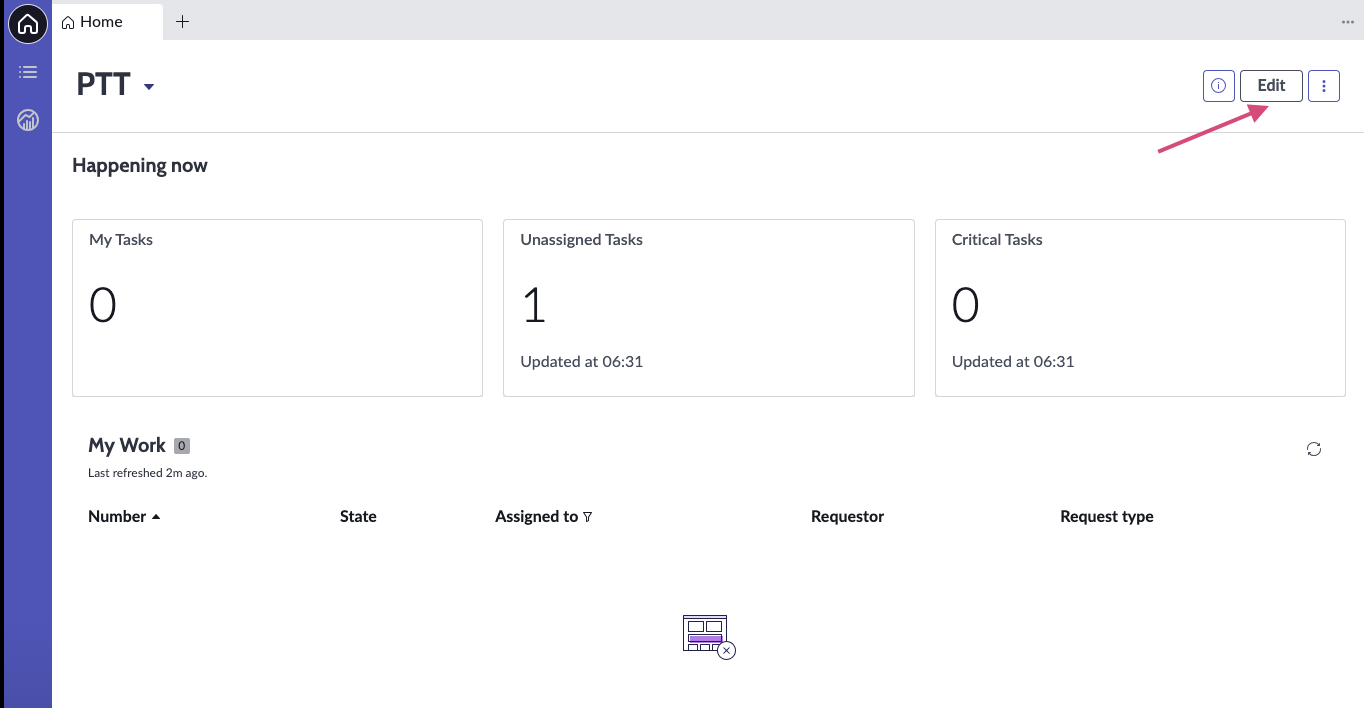 Home
PTT
Edit
Happening now
My Tasks
0
Unassigned Tasks
1
Updated at 06:31
Critical Tasks
0
Updated at 06:31
My Work 0
Last refreshed 2m ago.
Number State Assigned to Requestor Request type